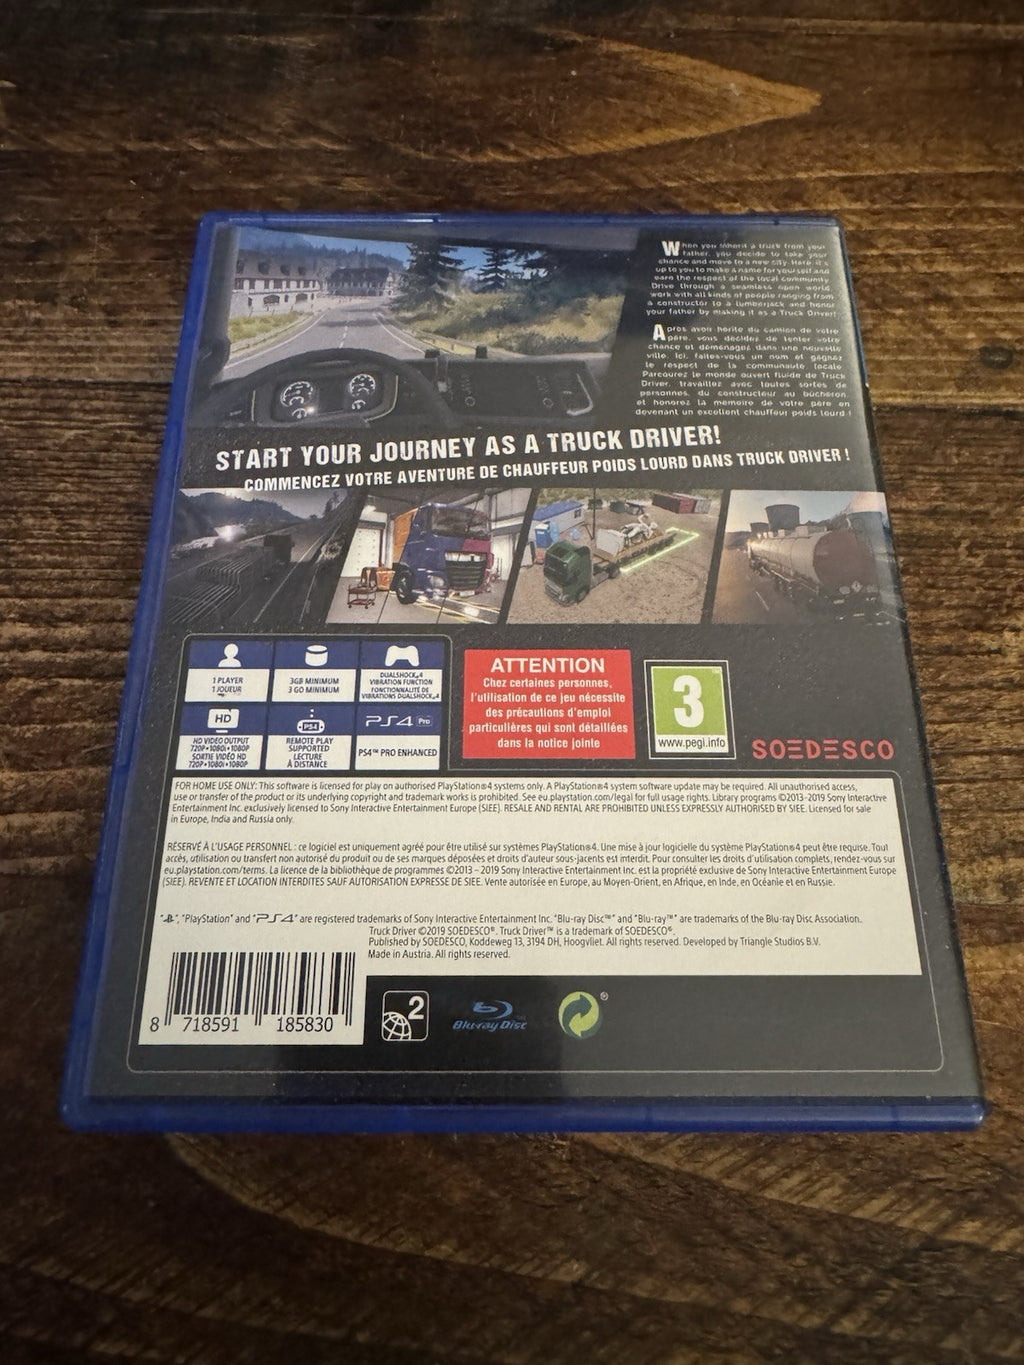 When you inherit a truck from your
father, you decide to take your
chance and move to a new city. Here, it's
up to you to make a name for yourself and
earn the respect of the local community.
Drive through a seamless open world,
work with all kinds of people ranging from
a constructor to a lumberjack and honor
your father by making it as a Truck Driver!
Après avoir hérité du camion de votre
père, vous décidez de tenter votre
chance et déménagez dans une nouvelle
ville. Ici, faites-vous un nom et gagnez
le respect de la communauté locale
Parcourez le monde ouvert fluide de Truck
Driver, travaillez avec toutes sortes de
personnes, du constructeur au bûcheron,
et honorez la mémoire de votre père en
devenant un excellent chauffeur poids lourd !
START YOUR JOURNEY AS A TRUCK DRIVER!
COMMENCEZ VOTRE AVENTURE DE CHAUFFEUR POIDS LOURD DANS TRUCK DRIVER !
1 PLAYER
1 JOUEUR
3GB MINIMUM
3 GO MINIMUM
DUALSHOCK®4
VIBRATION FUNCTION
FONCTIONNALITÉ DE
VIBRATIONS DUALSHOCK®4
HD
HD VIDEO OUTPUT
720P•1080i•1080P
SORTIE VIDÉO HD
720P•1080i•1080P
REMOTE PLAY
SUPPORTED
LECTURE
À DISTANCE
PS4 Pro
PS4™ PRO ENHANCED
ATTENTION
Chez certaines personnes,
l'utilisation de ce jeu nécessite
des précautions d'emploi
particulières qui sont détaillées
dans la notice jointe
3
www.pegi.info
SOEDESCO
FOR HOME USE ONLY: This software is licensed for play on authorised PlayStation®4 systems only. A PlayStation®4 system software update may be required. All unauthorised access,
use or transfer of the product or its underlying copyright and trademark works is prohibited. See eu.playstation.com/legal for full usage rights. Library programs ©2013-2019 Sony Interactive
Entertainment Inc. exclusively licensed to Sony Interactive Entertainment Europe (SIEE). RESALE AND RENTAL ARE PROHIBITED UNLESS EXPRESSLY AUTHORISED BY SIEE. Licensed for sale
in Europe, India and Russia only.
RÉSERVÉ À L'USAGE PERSONNEL : ce logiciel est uniquement agréé pour être utilisé sur systèmes PlayStation®4. Une mise à jour logicielle du système PlayStation®4 peut être requise. Tout
accès, utilisation ou transfert non autorisé du produit ou de ses marques déposées et droits d'auteur sous-jacents est interdit. Pour consulter les droits d'utilisation complets, rendez-vous sur
eu.playstation.com/terms. La licence de la bibliothèque de programmes ©2013 - 2019 Sony Interactive Entertainment Inc. est la propriété exclusive de Sony Interactive Entertainment Europe
(SIEE). REVENTE ET LOCATION INTERDITES SAUF AUTORISATION EXPRESSE DE SIEE. Vente autorisée en Europe, au Moyen-Orient, en Afrique, en Inde, en Océanie et en Russie.
"PlayStation" and "PS4" are registered trademarks of Sony Interactive Entertainment Inc. "Blu-ray Disc™" and "Blu-ray™" are trademarks of the Blu-ray Disc Association.
Truck Driver ©2019 SOEDESCO®. Truck Driver™ is a trademark of SOEDESCO®.
Published by SOEDESCO, Koddeweg 13, 3194 DH, Hoogvliet. All rights reserved. Developed by Triangle Studios B.V.
Made in Austria. All rights reserved.
8 718591 185830
2
Blu-ray Disc
®